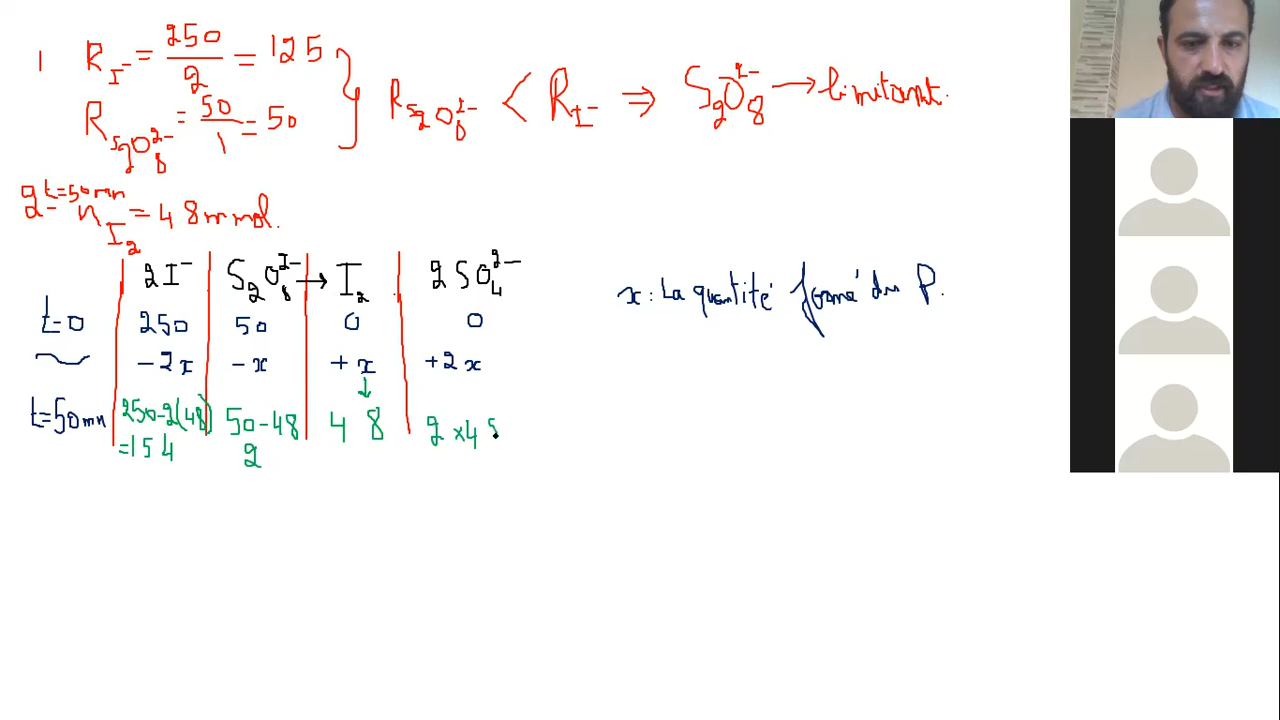 1 R_I⁻ = 250/2 = 125
R_S₂O₈²⁻ = 50/1 = 50
R_S₂O₈²⁻ < R_I⁻ ⇒ S₂O₈²⁻ → limitant.
2- t=50mn n_I₂ = 48 mmol.
2I⁻ | S₂O₈²⁻ → | I₂ | 2SO₄²⁻
x : La quantité formé du P.
t=0 | 250 | 50 | 0 | 0
~ | -2x | -x | +x | +2x
↓
t=50mn | 250-2(48) | 50-48 | 48 | 2×4
=154 | 2